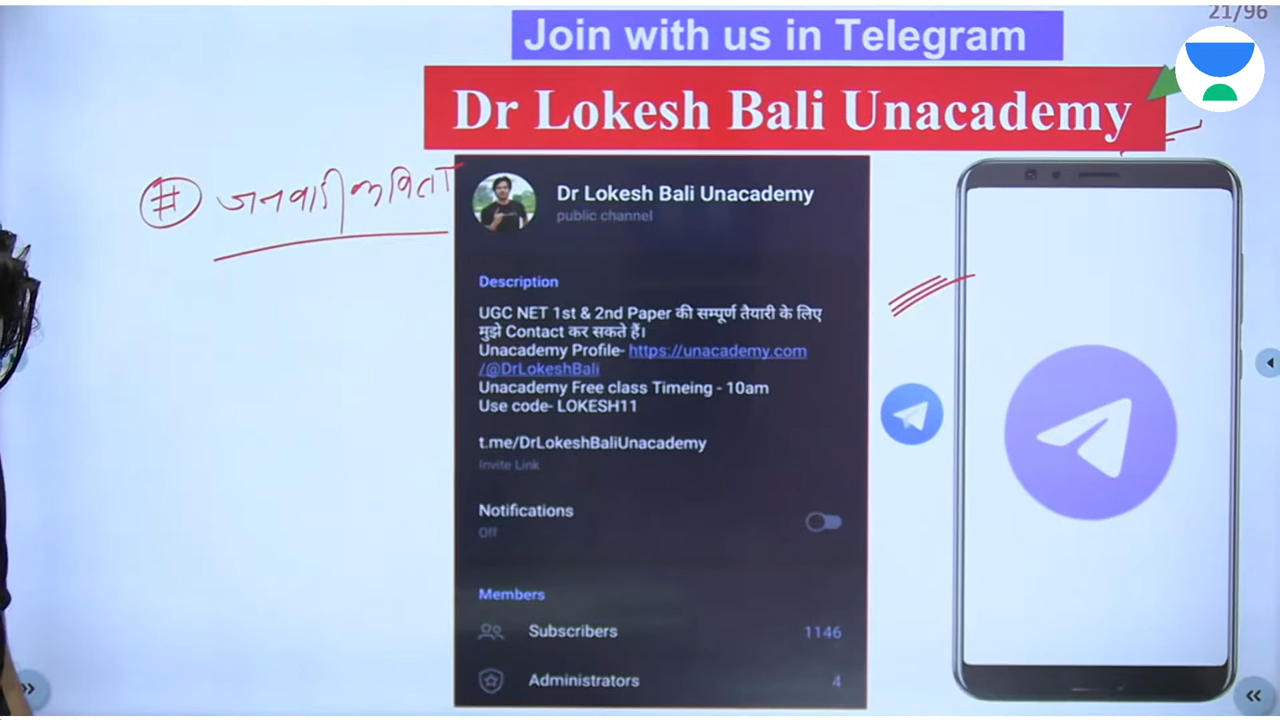 21/96
Join with us in Telegram
Dr Lokesh Bali Unacademy
# जनवादी कविता
Dr Lokesh Bali Unacademy
public channel
Description
UGC NET 1st & 2nd Paper की सम्पूर्ण तैयारी के लिए
मुझे Contact कर सकते हैं।
Unacademy Profile- https://unacademy.com
/@DrLokeshBali
Unacademy Free class Timeing - 10am
Use code- LOKESH11
t.me/DrLokeshBaliUnacademy
Invite Link
Notifications
Off
Members
Subscribers 1146
Administrators 4